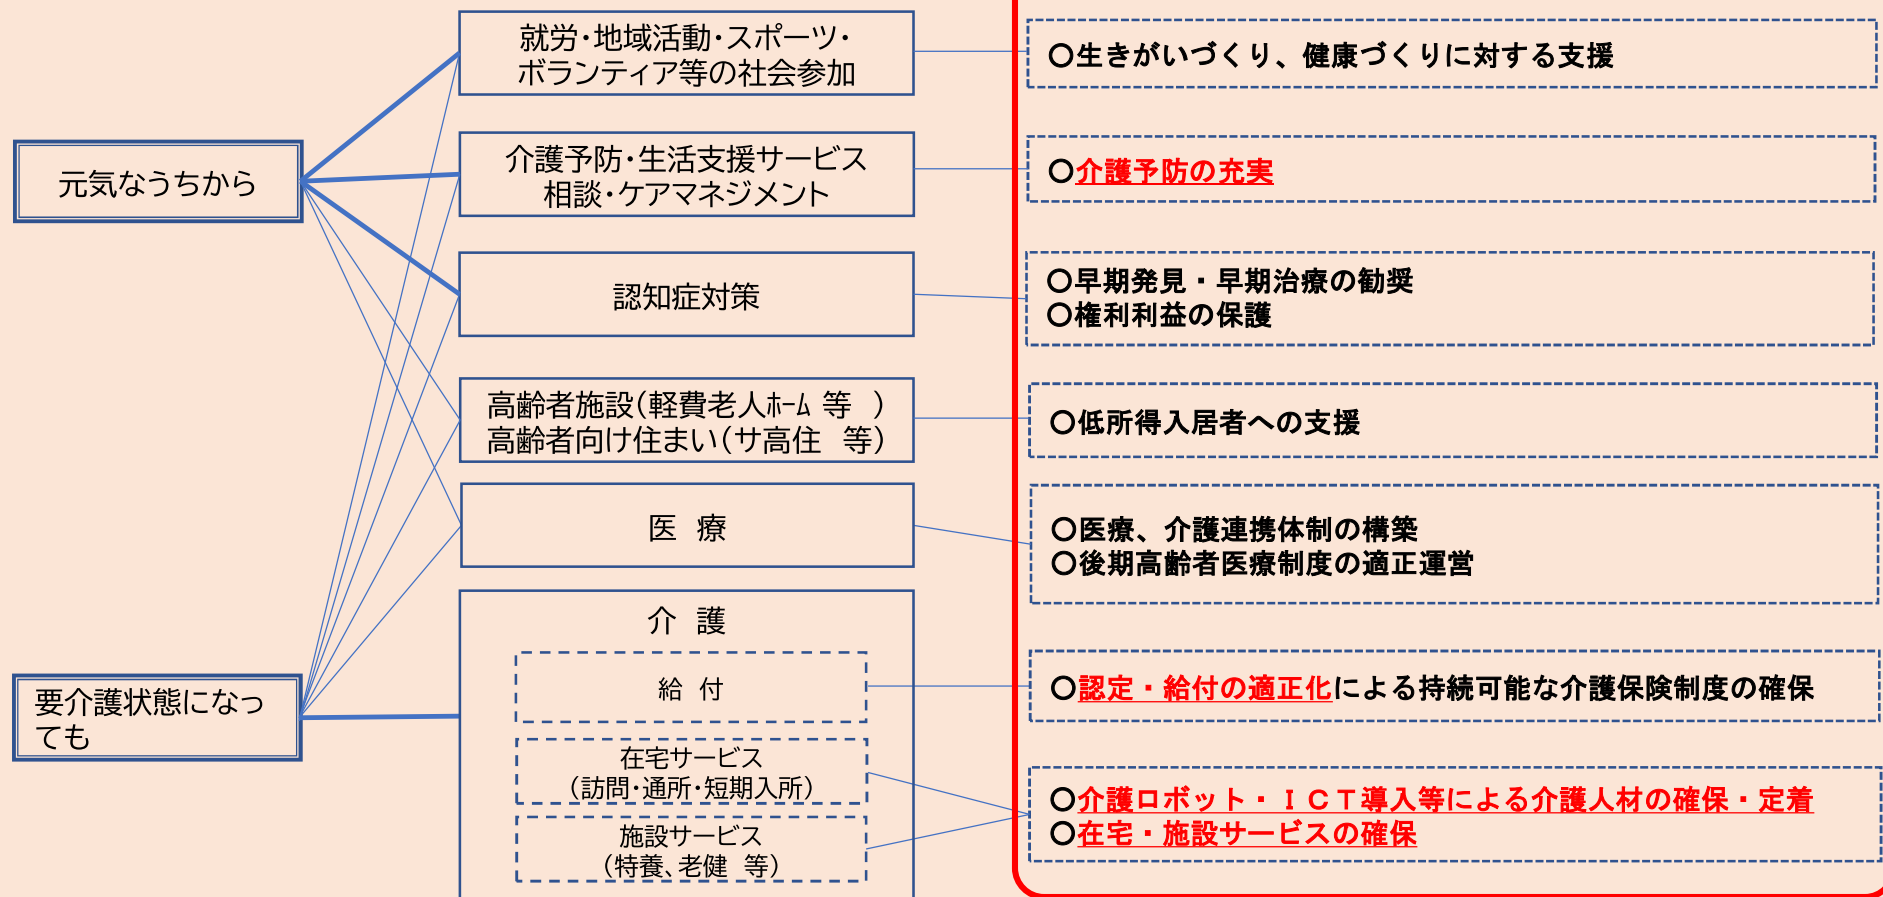 元気なうちから
要介護状態になっ
ても
就労・地域活動・スポーツ・
ボランティア等の社会参加
介護予防・生活支援サービス
相談・ケアマネジメント
認知症対策
高齢者施設(軽費老人ﾎｰﾑ 等　)
高齢者向け住まい(サ高住　等)
医　療
介　護
給　付
在宅サービス
(訪問・通所・短期入所)
施設サービス
(特養、老健　等)
〇生きがいづくり、健康づくりに対する支援
〇介護予防の充実
〇早期発見・早期治療の勧奨
〇権利利益の保護
〇低所得入居者への支援
〇医療、介護連携体制の構築
〇後期高齢者医療制度の適正運営
〇認定・給付の適正化による持続可能な介護保険制度の確保
〇介護ロボット・ＩＣＴ導入等による介護人材の確保・定着
〇在宅・施設サービスの確保